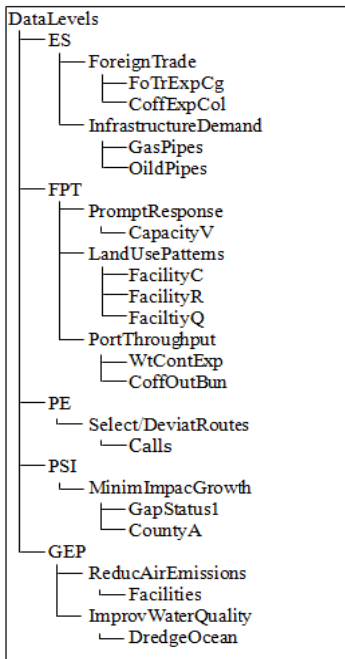 DataLevels
ES
ForeignTrade
FoTrExpCg
CoffExpCol
InfrastructureDemand
GasPipes
OildPipes
FPT
PromptResponse
CapacityV
LandUsePatterns
FacilityC
FacilityR
FaciltiyQ
PortThroughput
WtContExp
CoffOutBun
PE
Select/DeviatRoutes
Calls
PSI
MinimImpacGrowth
GapStatus1
CountyA
GEP
ReducAirEmissions
Facilities
ImprovWaterQuality
DredgeOcean